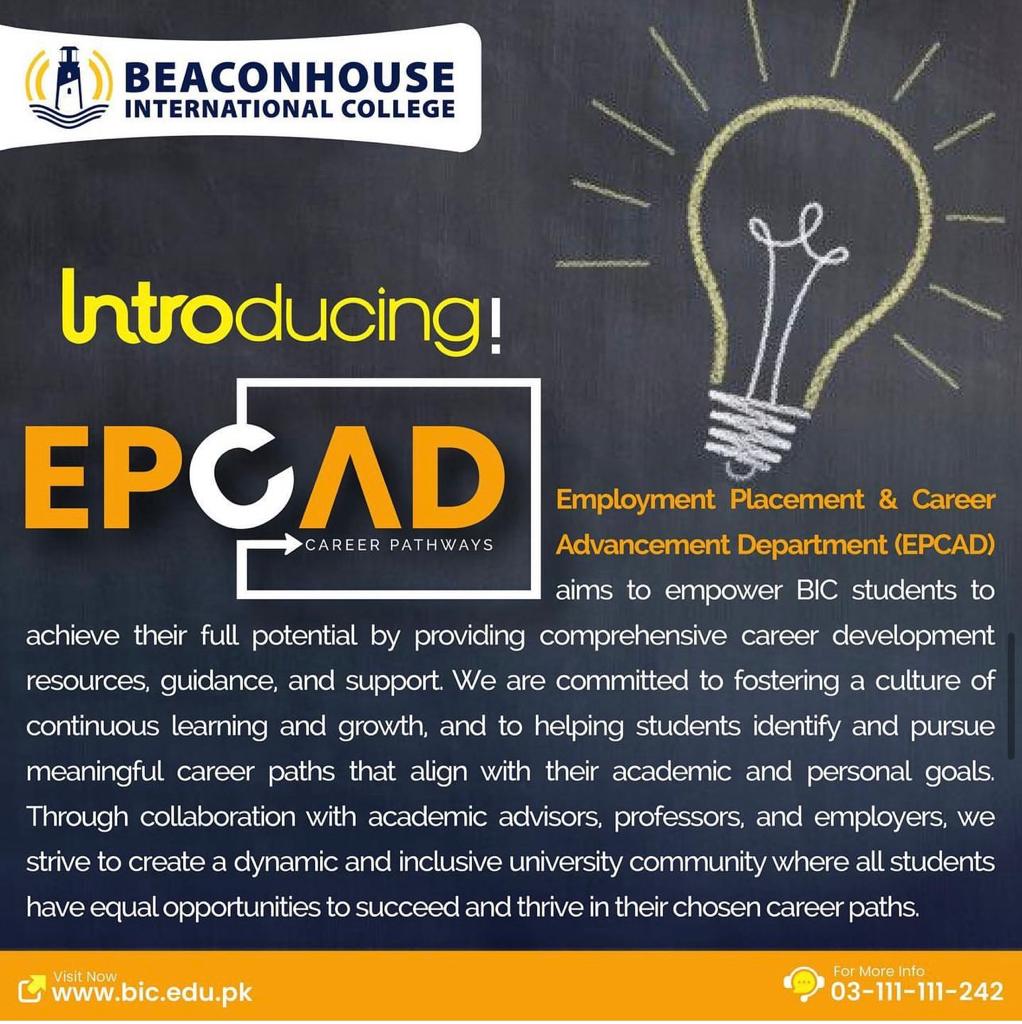 BEACONHOUSE
INTERNATIONAL COLLEGE
Introducing!
EPCAD
CAREER PATHWAYS
Employment Placement & Career
Advancement Department (EPCAD)
aims to empower BIC students to
achieve their full potential by providing comprehensive career development
resources, guidance, and support. We are committed to fostering a culture of
continuous learning and growth, and to helping students identify and pursue
meaningful career paths that align with their academic and personal goals.
Through collaboration with academic advisors, professors, and employers, we
strive to create a dynamic and inclusive university community where all students
have equal opportunities to succeed and thrive in their chosen career paths.
Visit Now
www.bic.edu.pk
For More Info
03-111-111-242